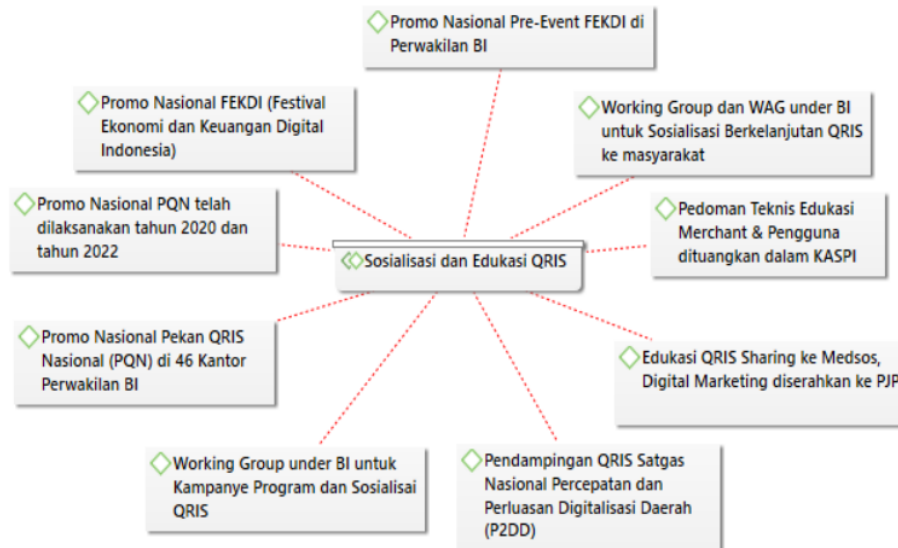 Promo Nasional Pre-Event FEKDI di
Perwakilan BI
Promo Nasional FEKDI (Festival
Ekonomi dan Keuangan Digital
Indonesia)
Working Group dan WAG under BI
untuk Sosialisasi Berkelanjutan QRIS
ke masyarakat
Promo Nasional PQN telah
dilaksanakan tahun 2020 dan
tahun 2022
Pedoman Teknis Edukasi
Merchant & Pengguna
dituangkan dalam KASPI
Sosialisasi dan Edukasi QRIS
Promo Nasional Pekan QRIS
Nasional (PQN) di 46 Kantor
Perwakilan BI
Edukasi QRIS Sharing ke Medsos,
Digital Marketing diserahkan ke PJP
Working Group under BI untuk
Kampanye Program dan Sosialisai
QRIS
Pendampingan QRIS Satgas
Nasional Percepatan dan
Perluasan Digitalisasi Daerah
(P2DD)